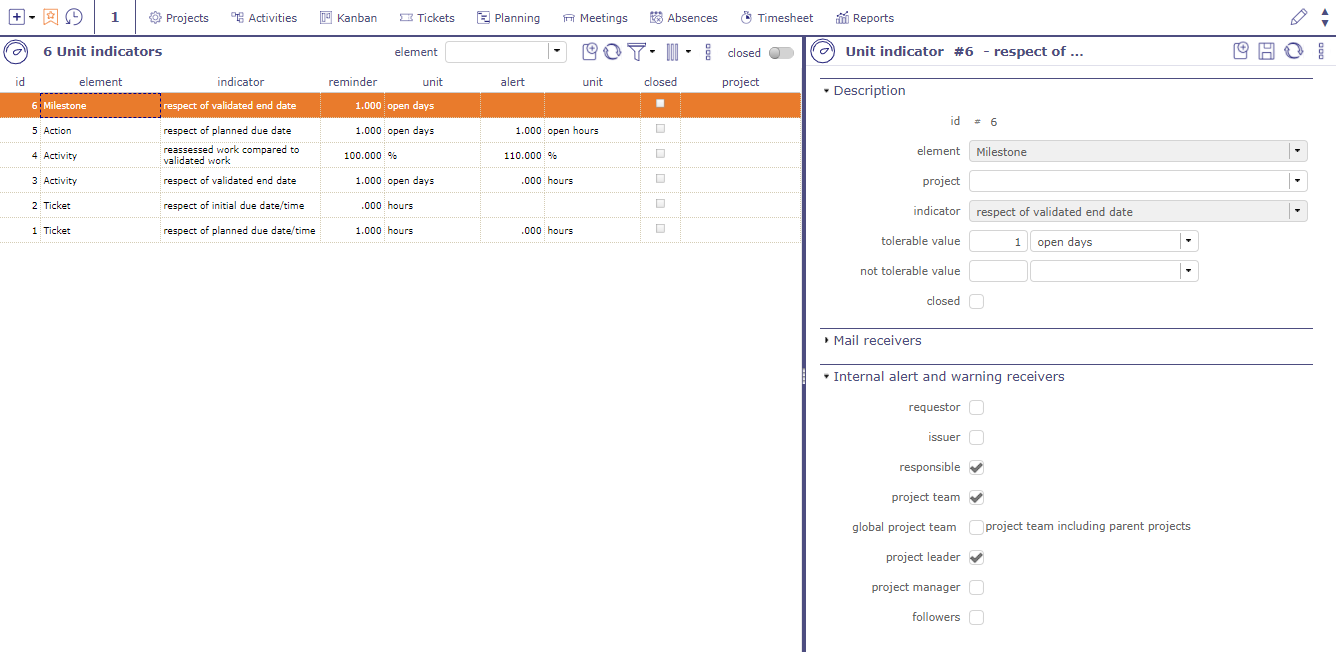 1 Projects Activities Kanban Tickets Planning Meetings Absences Timesheet Reports
6 Unit indicators element closed
id element indicator reminder unit alert unit closed project
6 Milestone respect of validated end date 1.000 open days
5 Action respect of planned due date 1.000 open days 1.000 open hours
4 Activity reassessed work compared to validated work 100.000 % 110.000 %
3 Activity respect of validated end date 1.000 open days .000 hours
2 Ticket respect of initial due date/time .000 hours
1 Ticket respect of planned due date/time 1.000 hours .000 hours
Unit indicator #6 - respect of ...
Description
id # 6
element Milestone
project
indicator respect of validated end date
tolerable value 1 open days
not tolerable value
closed
Mail receivers
Internal alert and warning receivers
requestor
issuer
responsible
project team
global project team project team including parent projects
project leader
project manager
followers